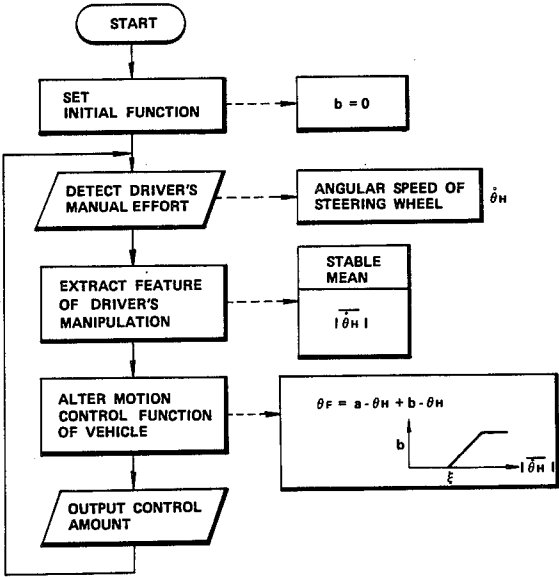 START
SET
INITIAL FUNCTION
b = 0
DETECT DRIVER'S
MANUAL EFFORT
ANGULAR SPEED OF
STEERING WHEEL
θ̊H
EXTRACT FEATURE
OF DRIVER'S
MANIPULATION
STABLE
MEAN
|θ̇H|
ALTER MOTION
CONTROL FUNCTION
OF VEHICLE
θF = a - θH + b - θH
b
ξ
|θ̇H|
OUTPUT CONTROL
AMOUNT